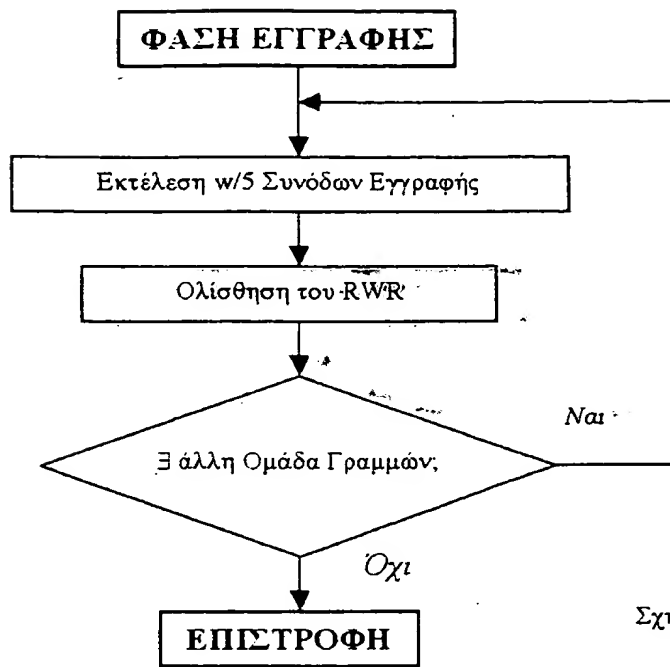 ΦΑΣΗ ΕΓΓΡΑΦΗΣ
Εκτέλεση w/5 Συνόδων Εγγραφής
Ολίσθηση του RWR
∃ άλλη Ομάδα Γραμμών;
Ναι
Όχι
ΕΠΙΣΤΡΟΦΗ